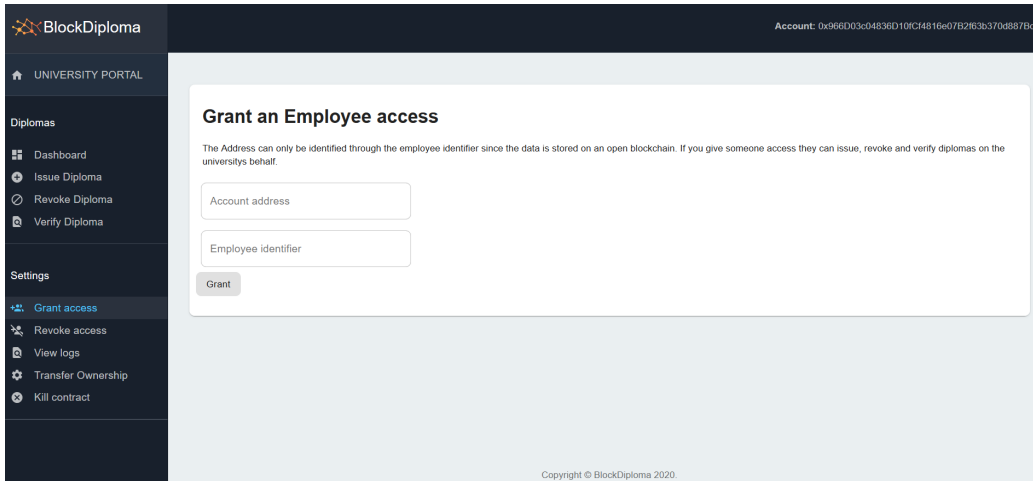 BlockDiploma
Account: 0x966D03c04836D10fCf4816e07B2f63b370d887Bc
UNIVERSITY PORTAL
Diplomas
Dashboard
Issue Diploma
Revoke Diploma
Verify Diploma
Settings
Grant access
Revoke access
View logs
Transfer Ownership
Kill contract
Grant an Employee access
The Address can only be identified through the employee identifier since the data is stored on an open blockchain. If you give someone access they can issue, revoke and verify diplomas on the
universitys behalf.
Account address
Employee identifier
Grant
Copyright © BlockDiploma 2020.